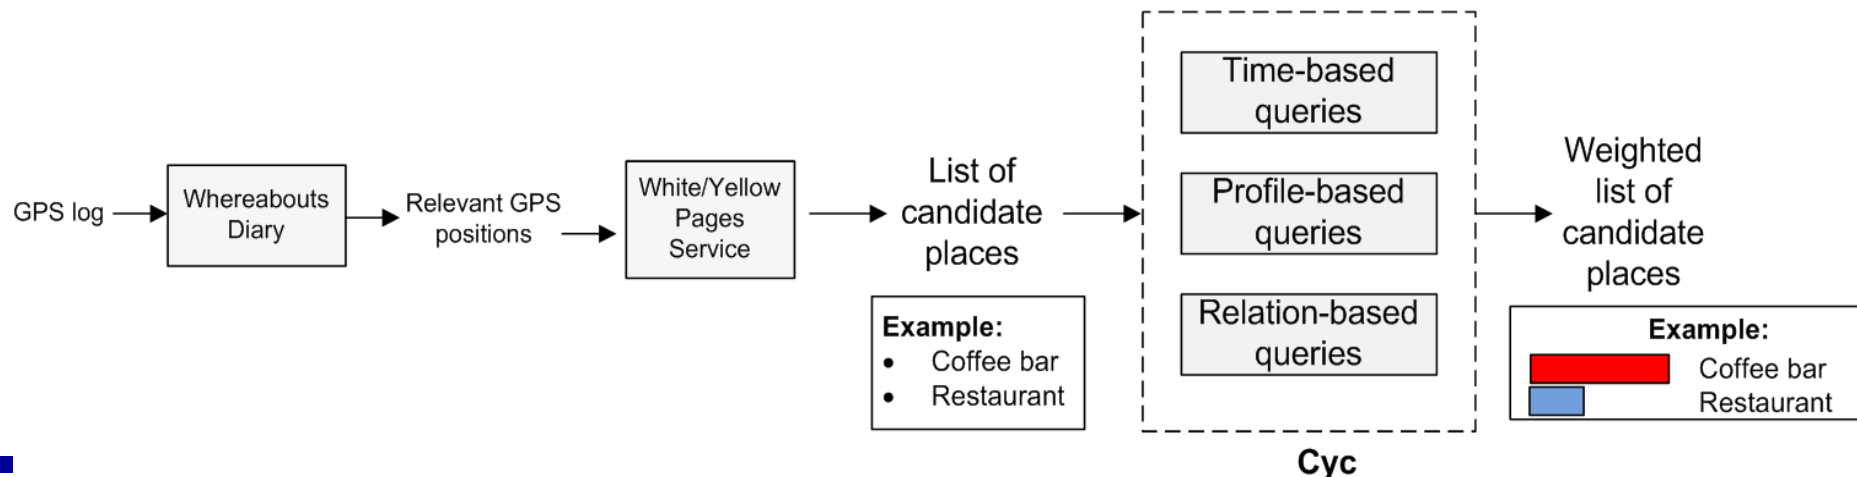 GPS log
Whereabouts
Diary
Relevant GPS
positions
White/Yellow
Pages
Service
List of
candidate
places
Example:
• Coffee bar
• Restaurant
Time-based
queries
Profile-based
queries
Relation-based
queries
Cyc
Weighted
list of
candidate
places
Example:
Coffee bar
Restaurant